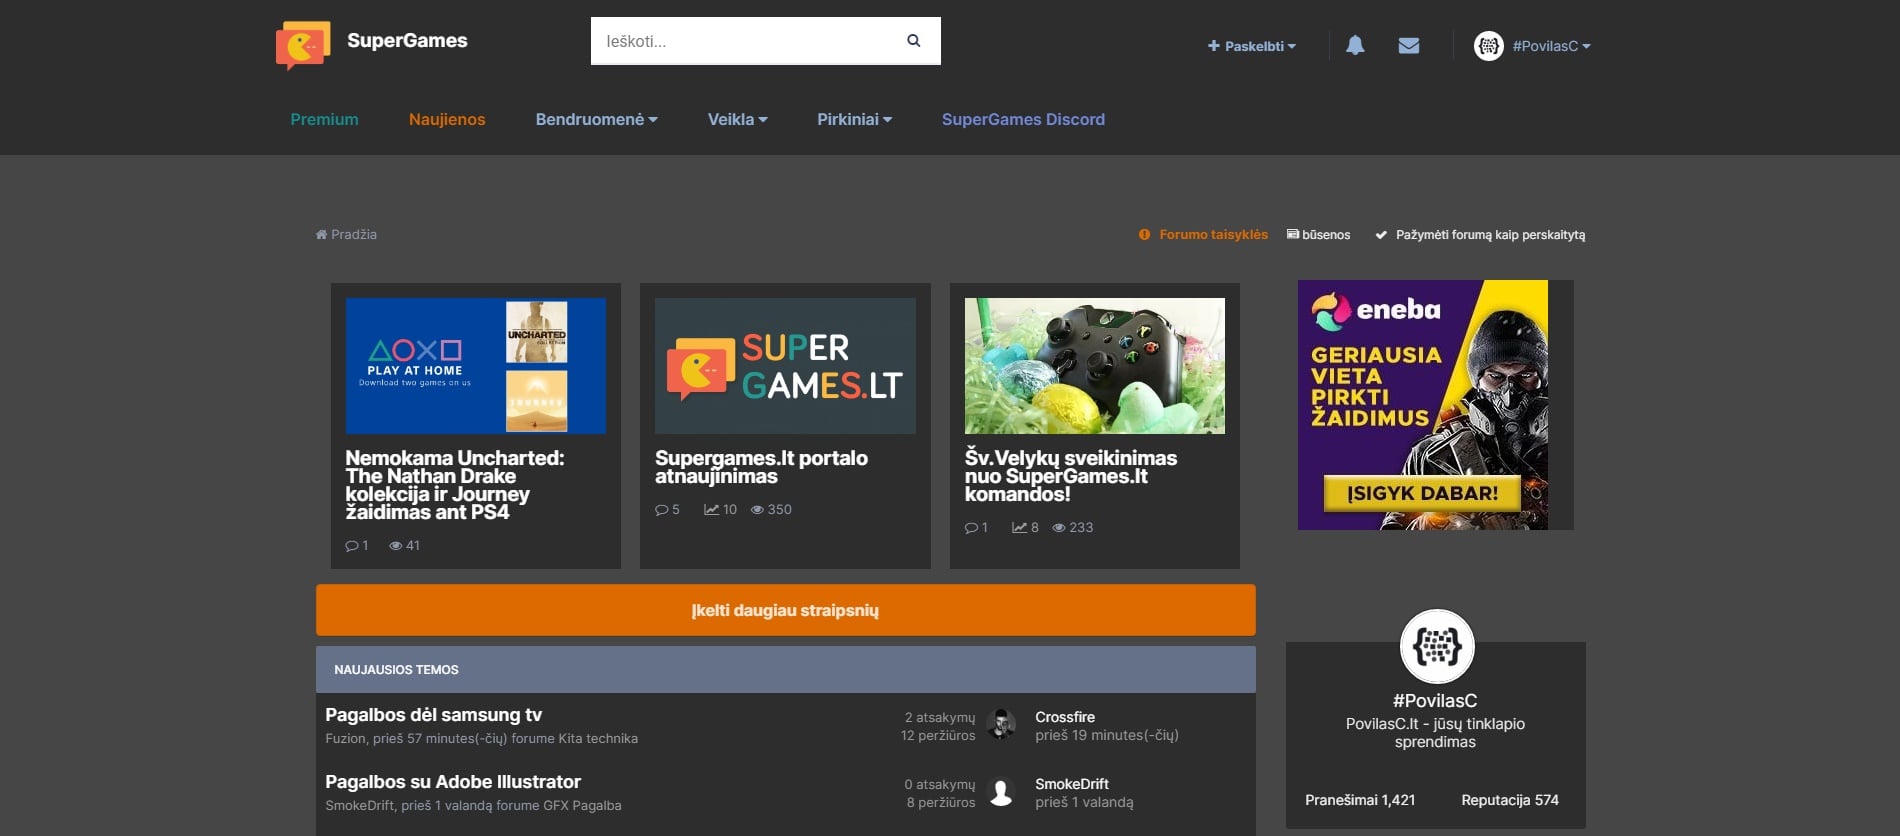 SuperGames
Ieškoti...
Paskelbti
#PovilasC
Premium
Naujienos
Bendruomenė
Veikla
Pirkiniai
SuperGames Discord
Pradžia
Forumo taisyklės
būsenos
Pažymėti forumą kaip perskaitytą
UNCHARTED
COLLECTION
PLAY AT HOME
Download two games on us
JOURNEY
Nemokama Uncharted:
The Nathan Drake
kolekcija ir Journey
žaidimas ant PS4
1 41
SUPER
GAMES.LT
Supergames.lt portalo
atnaujinimas
5 10 350
Šv.Velykų sveikinimas
nuo SuperGames.lt
komandos!
1 8 233
eneba
GERIAUSIA
VIETA
PIRKTI
ŽAIDIMUS
ĮSIGYK DABAR!
Įkelti daugiau straipsnių
NAUJAUSIOS TEMOS
Pagalbos dėl samsung tv
Fuzion, prieš 57 minutes(-čių) forume Kita technika
2 atsakymų
12 peržiūros
Crossfire
prieš 19 minutes(-čių)
Pagalbos su Adobe Illustrator
SmokeDrift, prieš 1 valandą forume GFX Pagalba
0 atsakymų
8 peržiūros
SmokeDrift
prieš 1 valandą
#PovilasC
PovilasC.lt - jūsų tinklapio
sprendimas
Pranešimai 1,421
Reputacija 574